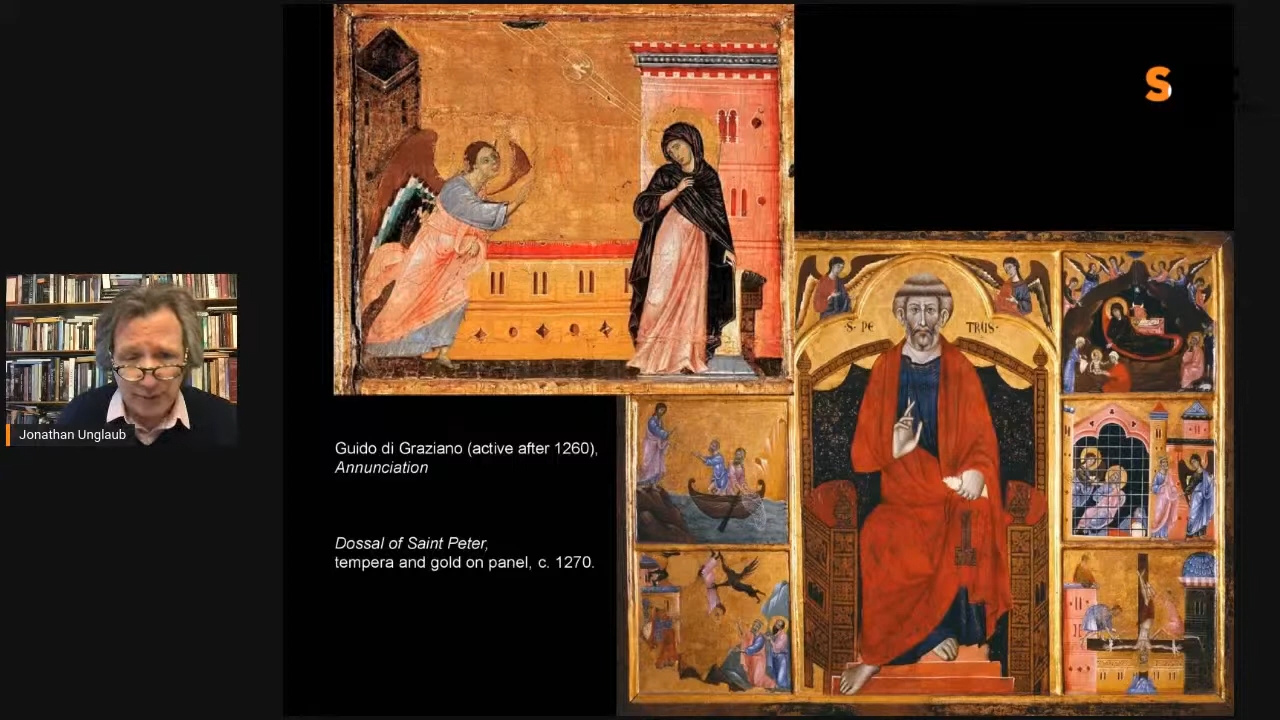 S
·S· PE TRUS·
Jonathan Unglaub
Guido di Graziano (active after 1260),
Annunciation
Dossal of Saint Peter,
tempera and gold on panel, c. 1270.